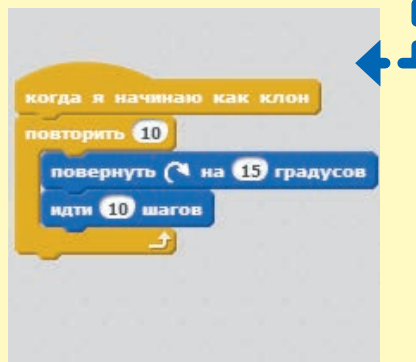 когда я начинаю как клон
повторить 10
повернуть на 15 градусов
идти 10 шагов